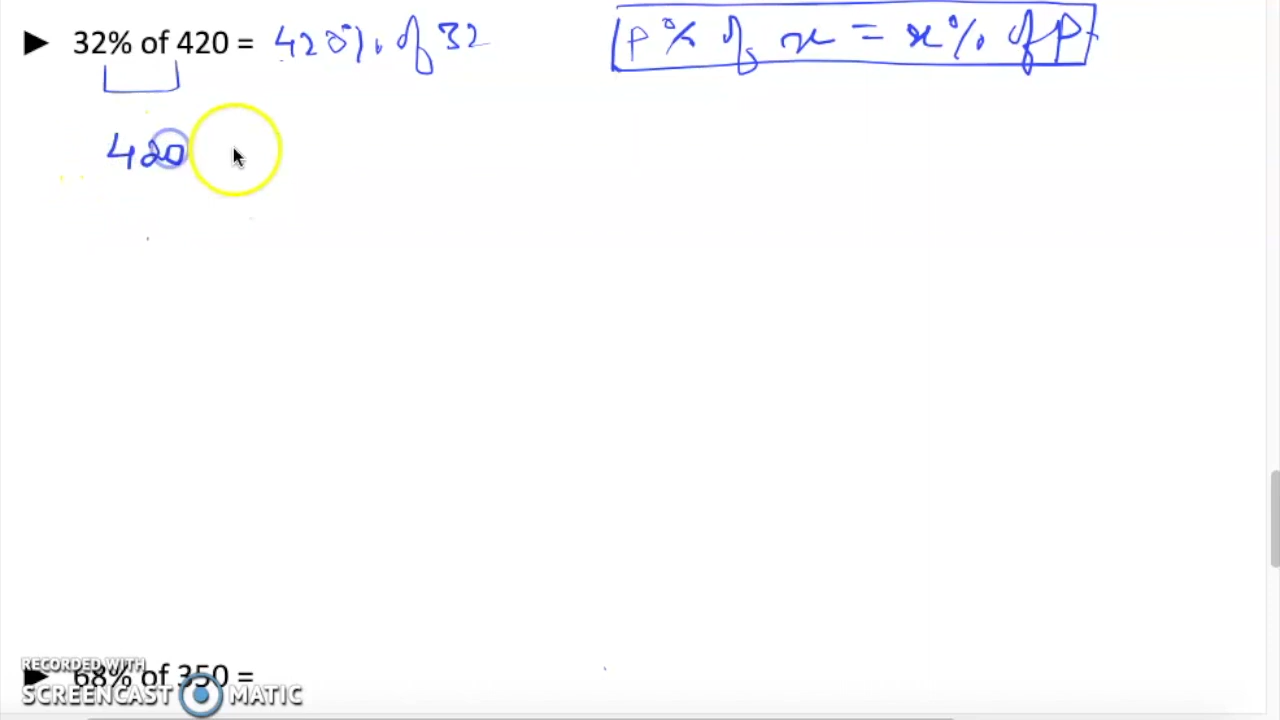 ▶ 32% of 420 = 420% of 32
p% of x = x% of p
420
▶ 68% of 350 =
RECORDED WITH
SCREENCAST MATIC